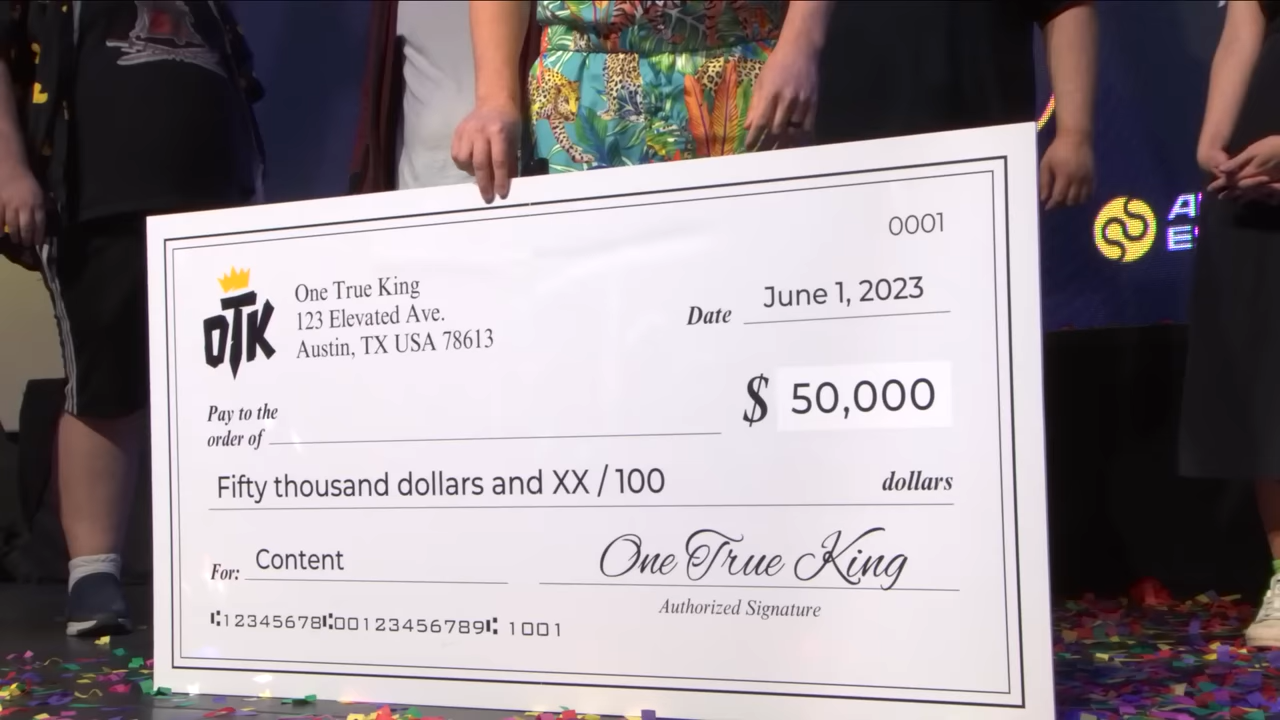 0001
OTK
One True King
123 Elevated Ave.
Austin, TX USA 78613
Date June 1, 2023
Pay to the
order of
$ 50,000
Fifty thousand dollars and XX / 100
dollars
For: Content
One True King
Authorized Signature
⑆12345678⑆00123456789⑆ 1001